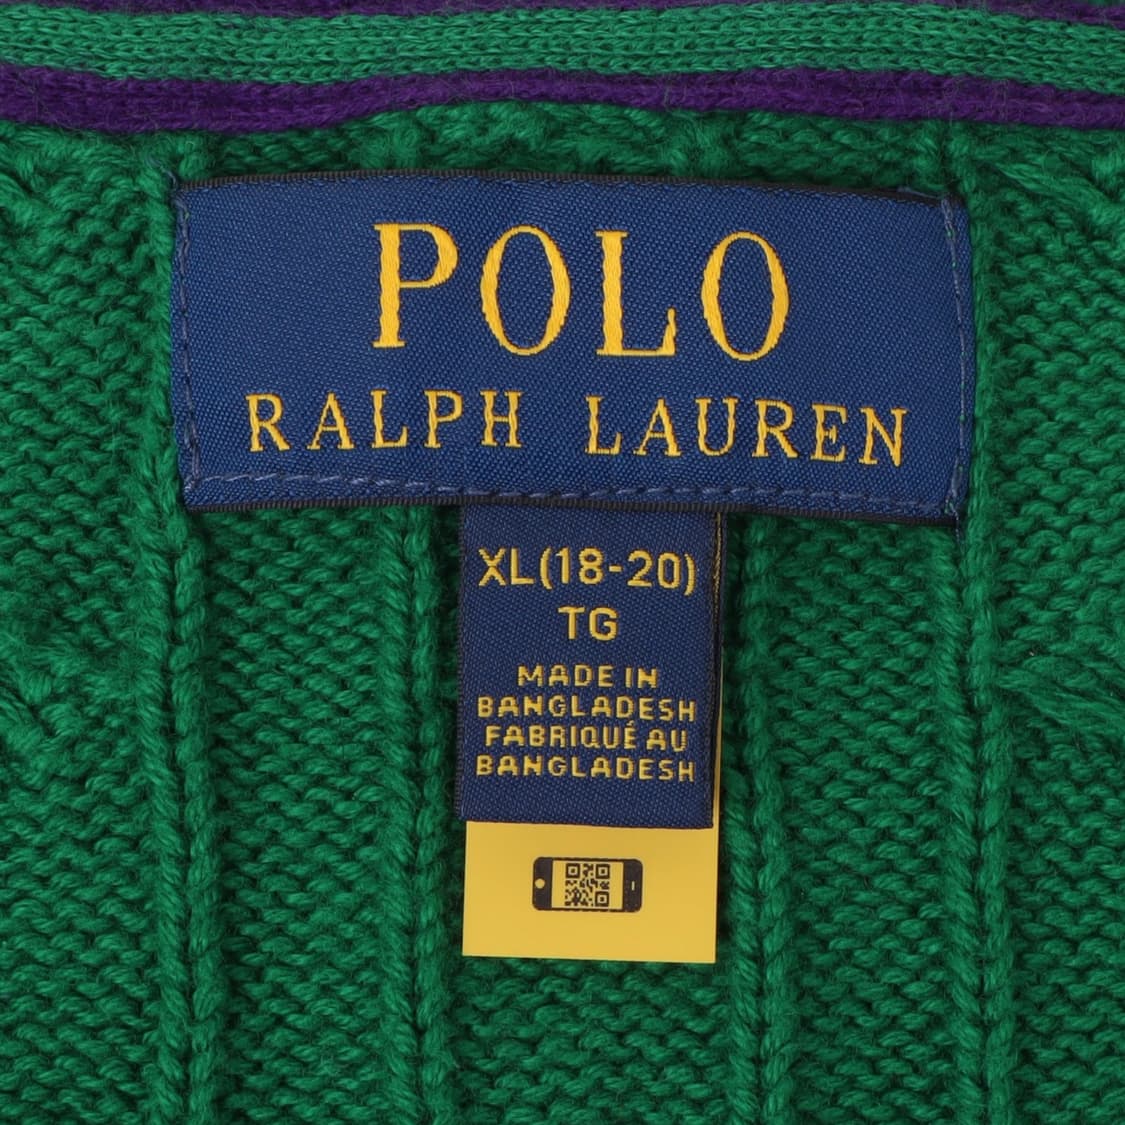 POLO
RALPH LAUREN
XL(18-20)
TG
MADE IN
BANGLADESH
FABRIQUÉ AU
BANGLADESH